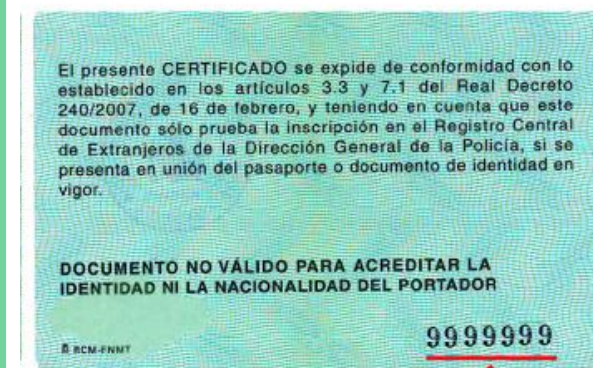 El presente CERTIFICADO se expide de conformidad con lo
establecido en los artículos 3.3 y 7.1 del Real Decreto
240/2007, de 16 de febrero, y teniendo en cuenta que este
documento sólo prueba la inscripción en el Registro Central
de Extranjeros de la Dirección General de la Policía, si se
presenta en unión del pasaporte o documento de identidad en
vigor.
DOCUMENTO NO VÁLIDO PARA ACREDITAR LA
IDENTIDAD NI LA NACIONALIDAD DEL PORTADOR
RCM-FNMT
9999999